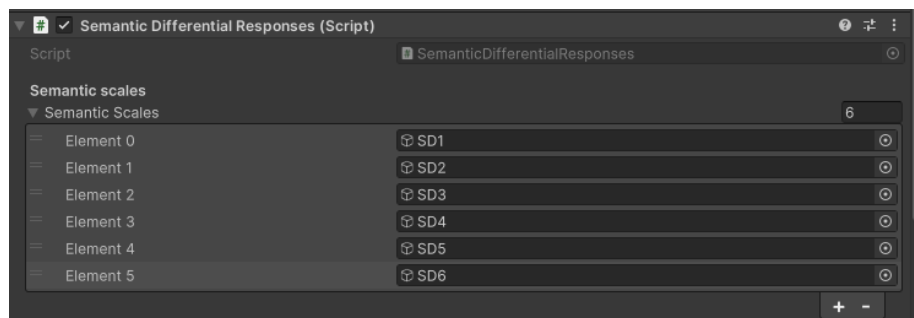 # Semantic Differential Responses (Script)
Script SemanticDifferentialResponses
Semantic scales
Semantic Scales 6
Element 0 SD1
Element 1 SD2
Element 2 SD3
Element 3 SD4
Element 4 SD5
Element 5 SD6
+ -